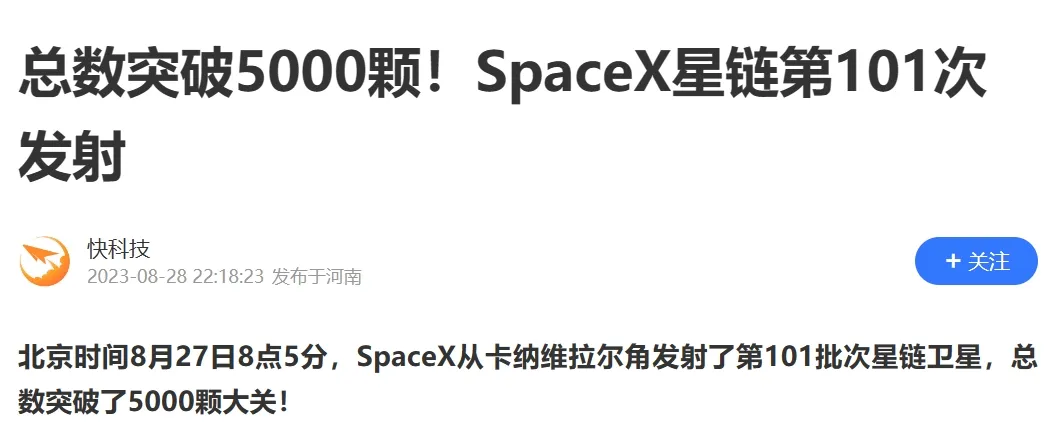 总数突破5000颗！SpaceX星链第101次
发射
快科技
2023-08-28 22:18:23 发布于河南
+ 关注
北京时间8月27日8点5分，SpaceX从卡纳维拉尔角发射了第101批次星链卫星，总
数突破了5000颗大关！